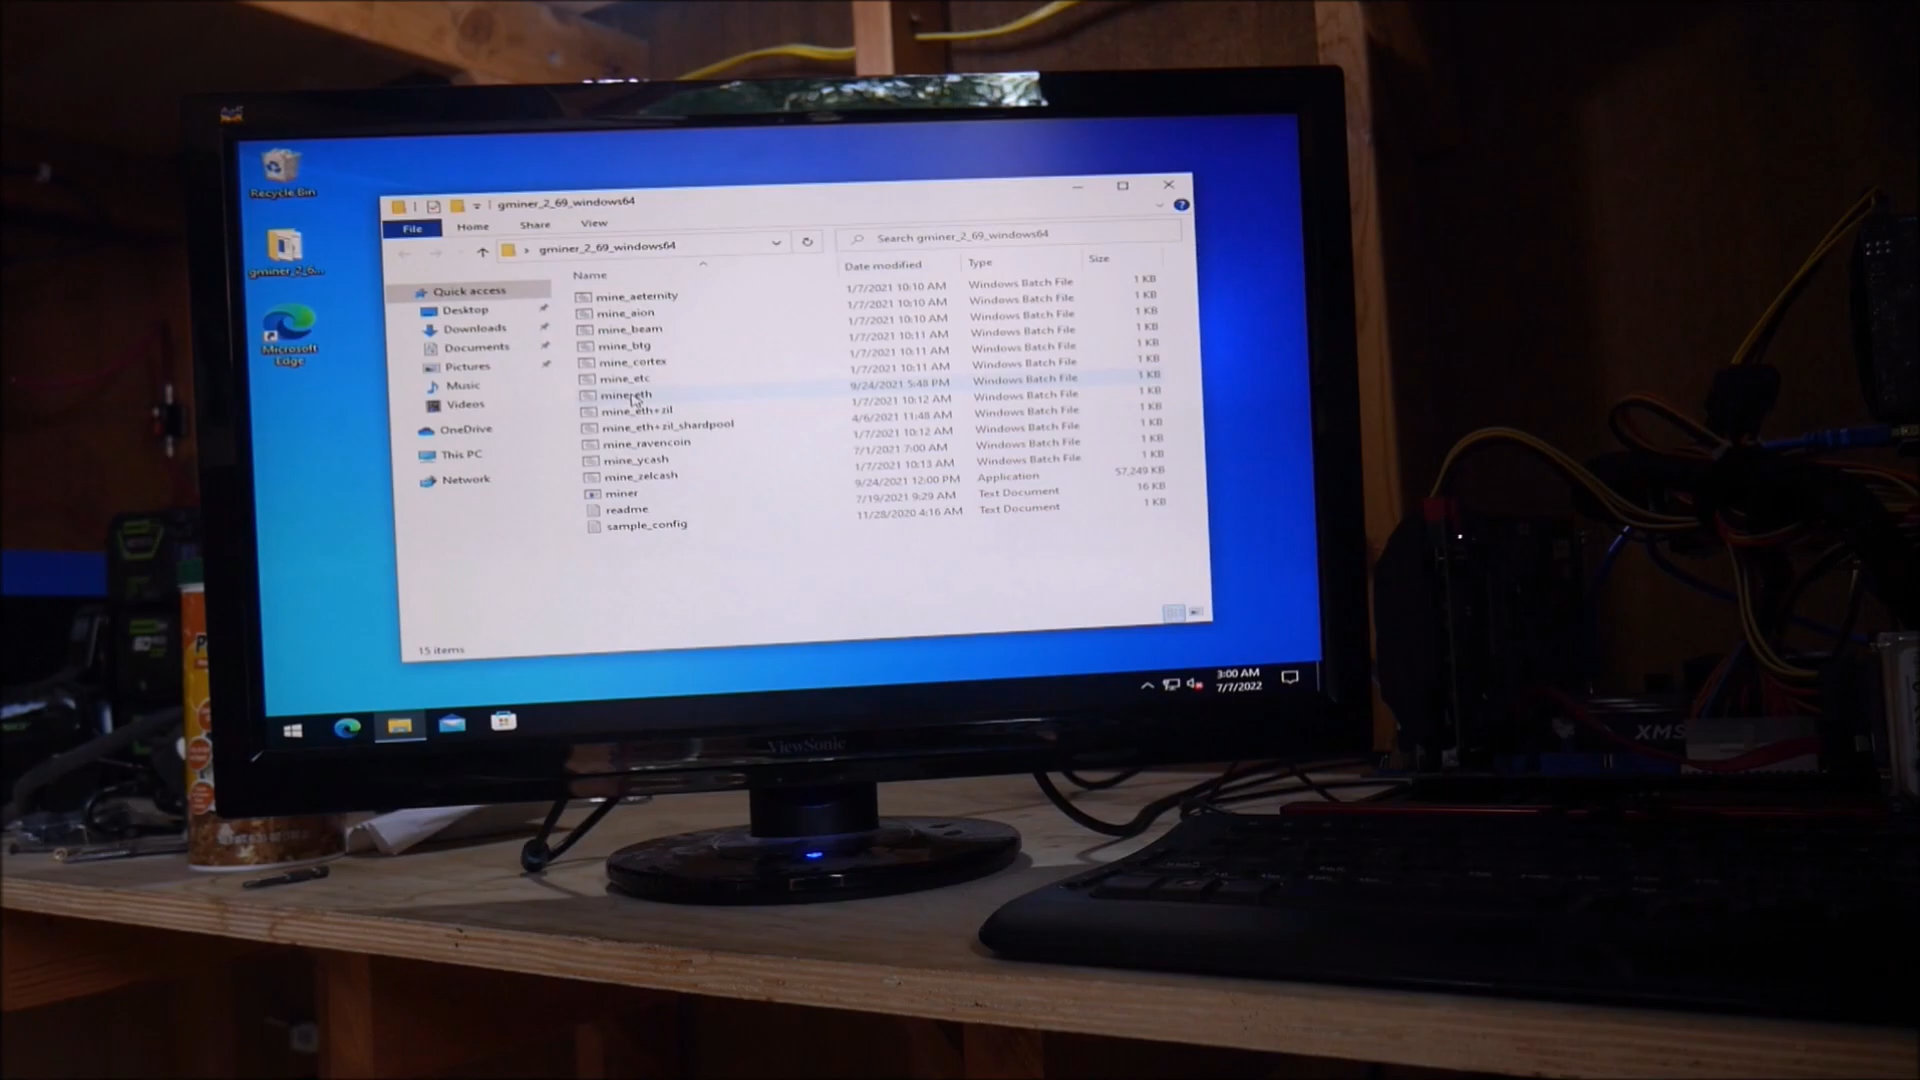 Recycle Bin
gminer_2_6...
Microsoft
Edge
gminer_2_69_windows64
File Home Share View
gminer_2_69_windows64
Search gminer_2_69_windows64
Name Date modified Type Size
Quick access
Desktop
Downloads
Documents
Pictures
Music
Videos
OneDrive
This PC
Network
mine_aeternity 1/7/2021 10:10 AM Windows Batch File 1 KB
mine_aion 1/7/2021 10:10 AM Windows Batch File 1 KB
mine_beam 1/7/2021 10:10 AM Windows Batch File 1 KB
mine_btg 1/7/2021 10:11 AM Windows Batch File 1 KB
mine_cortex 1/7/2021 10:11 AM Windows Batch File 1 KB
mine_etc 1/7/2021 10:11 AM Windows Batch File 1 KB
mine_eth 9/24/2021 5:48 PM Windows Batch File 1 KB
mine_eth+zil 1/7/2021 10:12 AM Windows Batch File 1 KB
mine_eth+zil_shardpool 4/6/2021 11:48 AM Windows Batch File 1 KB
mine_ravencoin 1/7/2021 10:12 AM Windows Batch File 1 KB
mine_ycash 7/1/2021 7:00 AM Windows Batch File 1 KB
mine_zelcash 1/7/2021 10:13 AM Windows Batch File 1 KB
miner 9/24/2021 12:00 PM Application 57,249 KB
readme 7/19/2021 9:29 AM Text Document 16 KB
sample_config 11/28/2020 4:16 AM Text Document 1 KB
15 items
3:00 AM
7/7/2022
ViewSonic
XMS